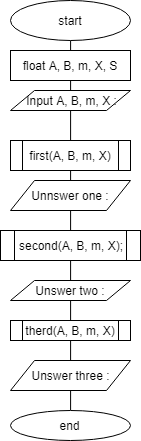 start
float A, B, m, X, S
Input A, B, m, X :
first(A, B, m, X)
Unnswer one :
second(A, B, m, X);
Unswer two :
therd(A, B, m, X)
Unswer three :
end